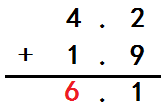 4 . 2
+ 1 . 9
6 . 1